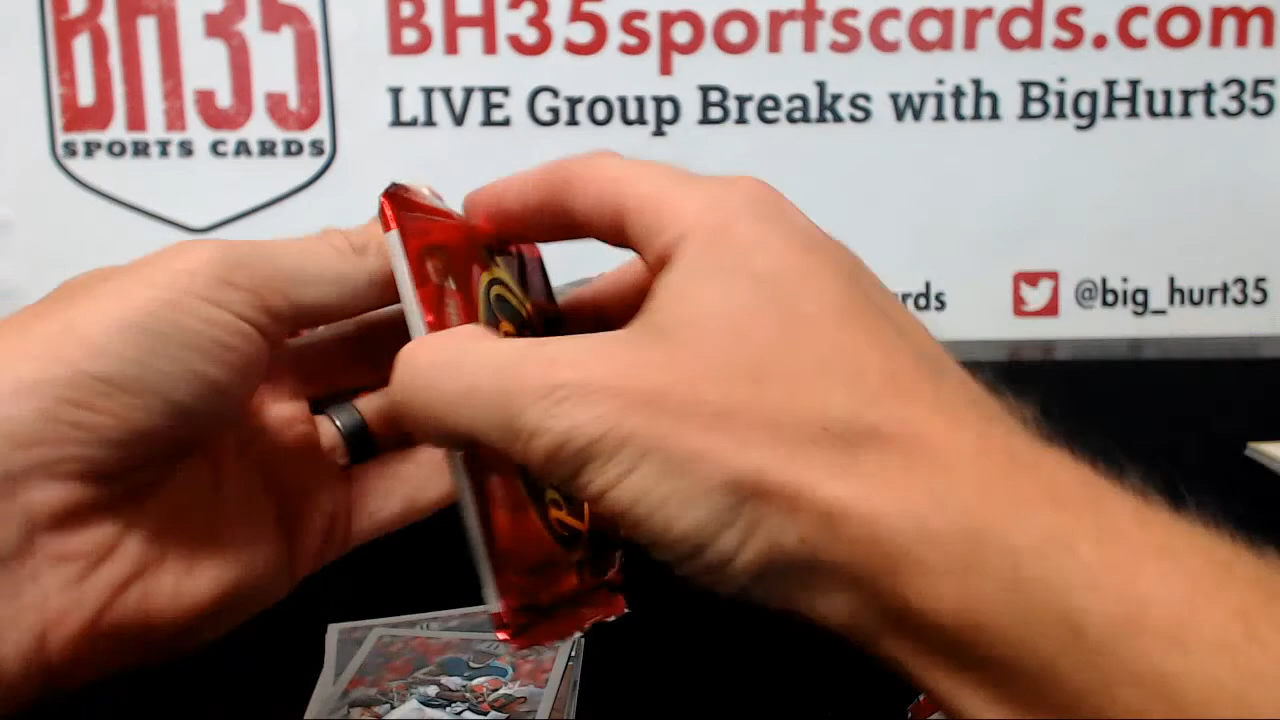 BH35
SPORTS CARDS
BH35sportscards.com
LIVE Group Breaks with BigHurt35
rds
@big_hurt35